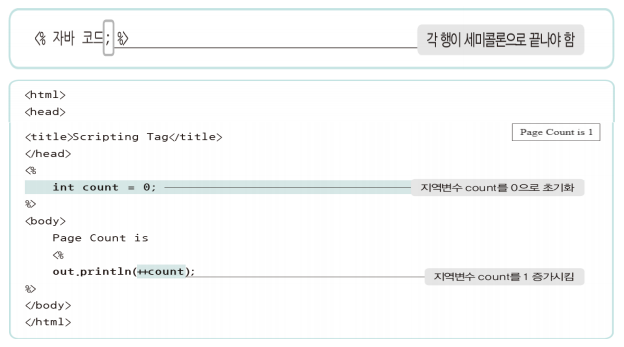 <% 자바 코드; %>
각 행이 세미콜론으로 끝나야 함
<html>
<head>
<title>Scripting Tag</title>
Page Count is 1
</head>
<%
int count = 0;
지역변수 count를 0으로 초기화
%>
<body>
Page Count is
<%
out.println(++count);
지역변수 count를 1 증가시킴
%>
</body>
</html>